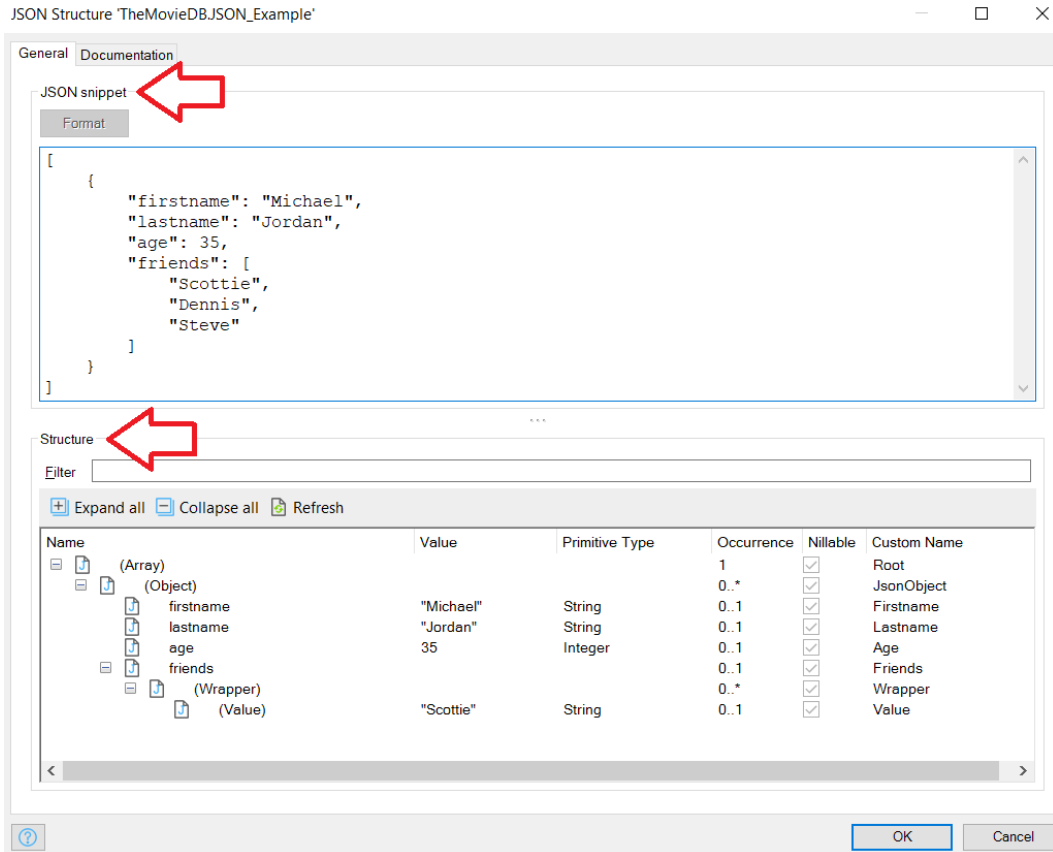 JSON Structure 'TheMovieDBJSON_Example'
General Documentation
JSON snippet
Format
[
{
"firstname": "Michael",
"lastname": "Jordan",
"age": 35,
"friends": [
"Scottie",
"Dennis",
"Steve"
]
}
]
...
Structure
Filter
Expand all Collapse all Refresh
Name Value Primitive Type Occurrence Nillable Custom Name
(Array) 1 Root
(Object) 0..* JsonObject
firstname "Michael" String 0..1 Firstname
lastname "Jordan" String 0..1 Lastname
age 35 Integer 0..1 Age
friends 0..1 Friends
(Wrapper) 0..* Wrapper
(Value) "Scottie" String 0..1 Value
? OK Cancel